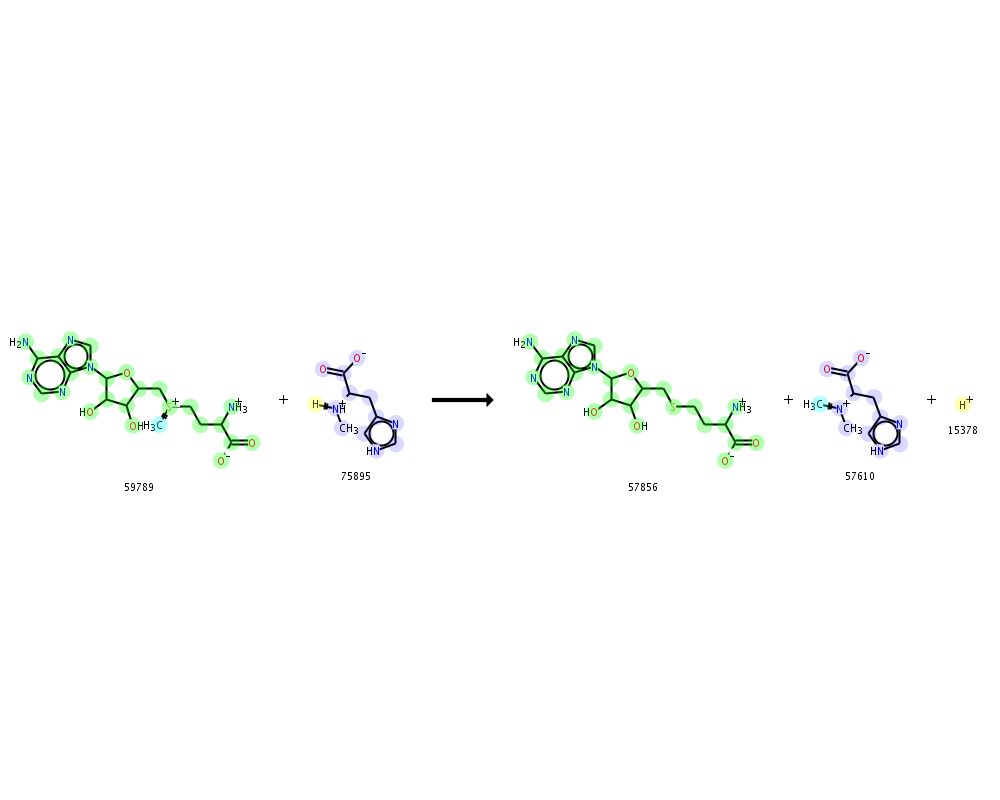 H₂N N N N N O HO OH H₃C S⁺ NH₃⁺ O O⁻
59789
+
O O⁻ H NH⁺ CH₃ N HN
75895
H₂N N N N N O HO OH S NH₃⁺ O O⁻
57856
+
O O⁻ H₃C N⁺ CH₃ N HN
57610
+
H⁺
15378